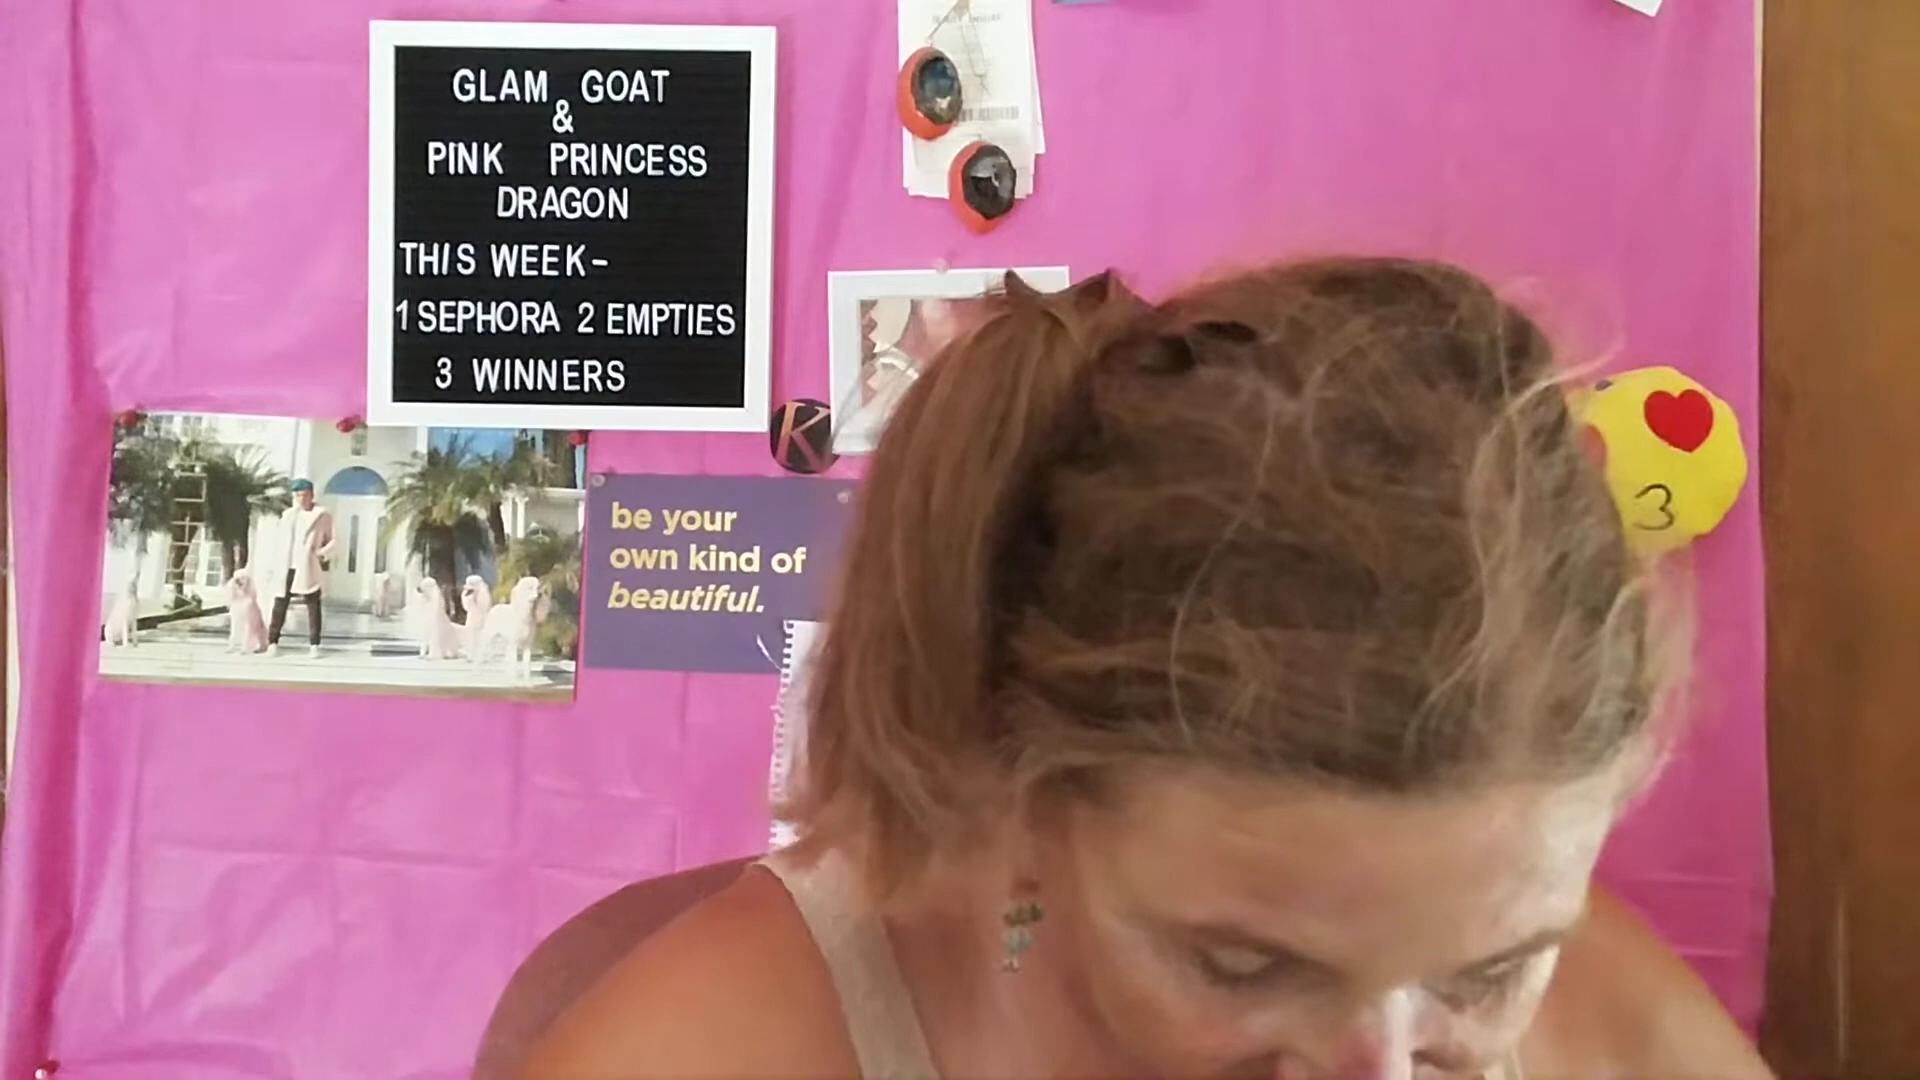 GLAM GOAT
&
PINK PRINCESS
DRAGON
THIS WEEK-
1 SEPHORA 2 EMPTIES
3 WINNERS
K
be your
own kind of
beautiful.